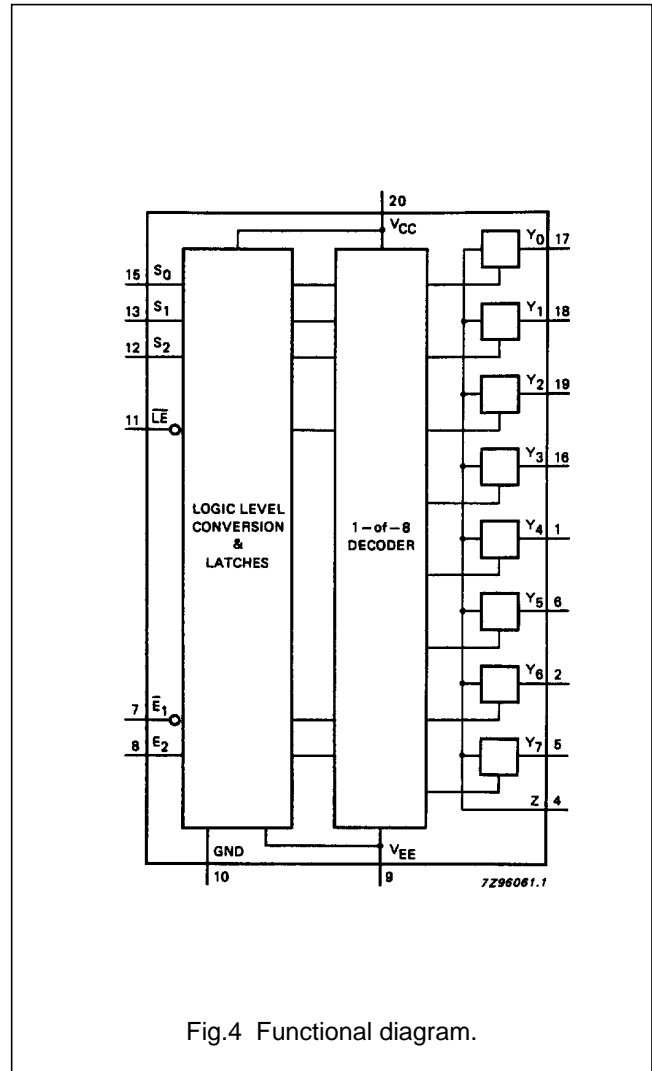 20
VCC
15 S0
13 S1
12 S2
11 L̅E̅
7 E̅1
8 E2
LOGIC LEVEL
CONVERSION
&
LATCHES
1–of–8
DECODER
Y0 17
Y1 18
Y2 19
Y3 16
Y4 1
Y5 6
Y6 2
Y7 5
Z 4
GND
10
VEE
9
7Z96061.1
Fig.4 Functional diagram.